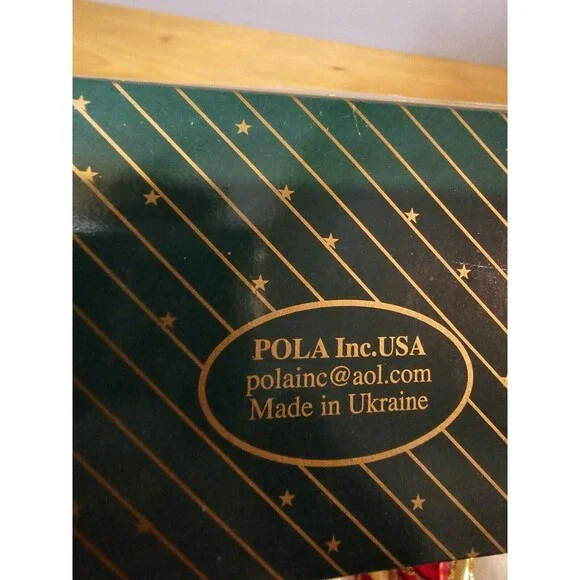 POLA Inc.USA
polainc@aol.com
Made in Ukraine